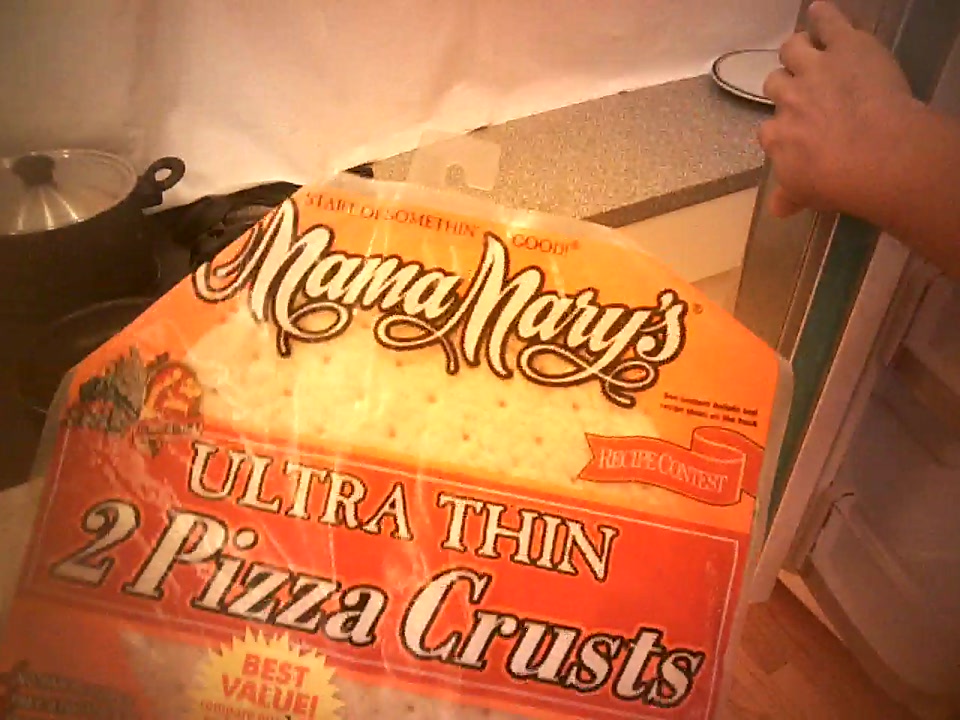 START OF SOMETHIN' GOOD!®
Mama Mary's®
RECIPE CONTEST
ULTRA THIN
2 Pizza Crusts
BEST
VALUE!